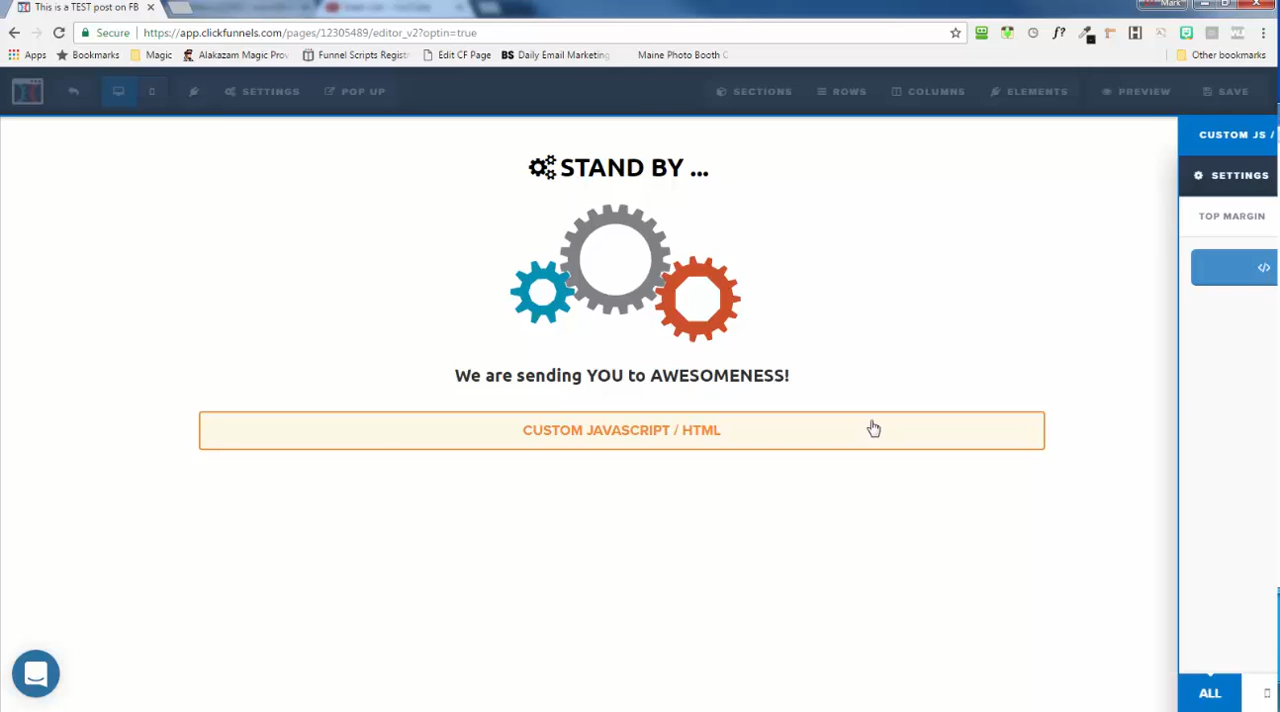 This is a TEST post on FB
Mark
Secure https://app.clickfunnels.com/pages/12305489/editor_v2?optin=true
Apps Bookmarks Magic Alakazam Magic Pro Funnel Scripts Regist Edit CF Page BS Daily Email Marketing Maine Photo Booth C Other bookmarks
SETTINGS POP UP SECTIONS ROWS COLUMNS ELEMENTS PREVIEW SAVE
CUSTOM JS /
STAND BY ...
SETTINGS
TOP MARGIN
</>
We are sending YOU to AWESOMENESS!
CUSTOM JAVASCRIPT / HTML
ALL